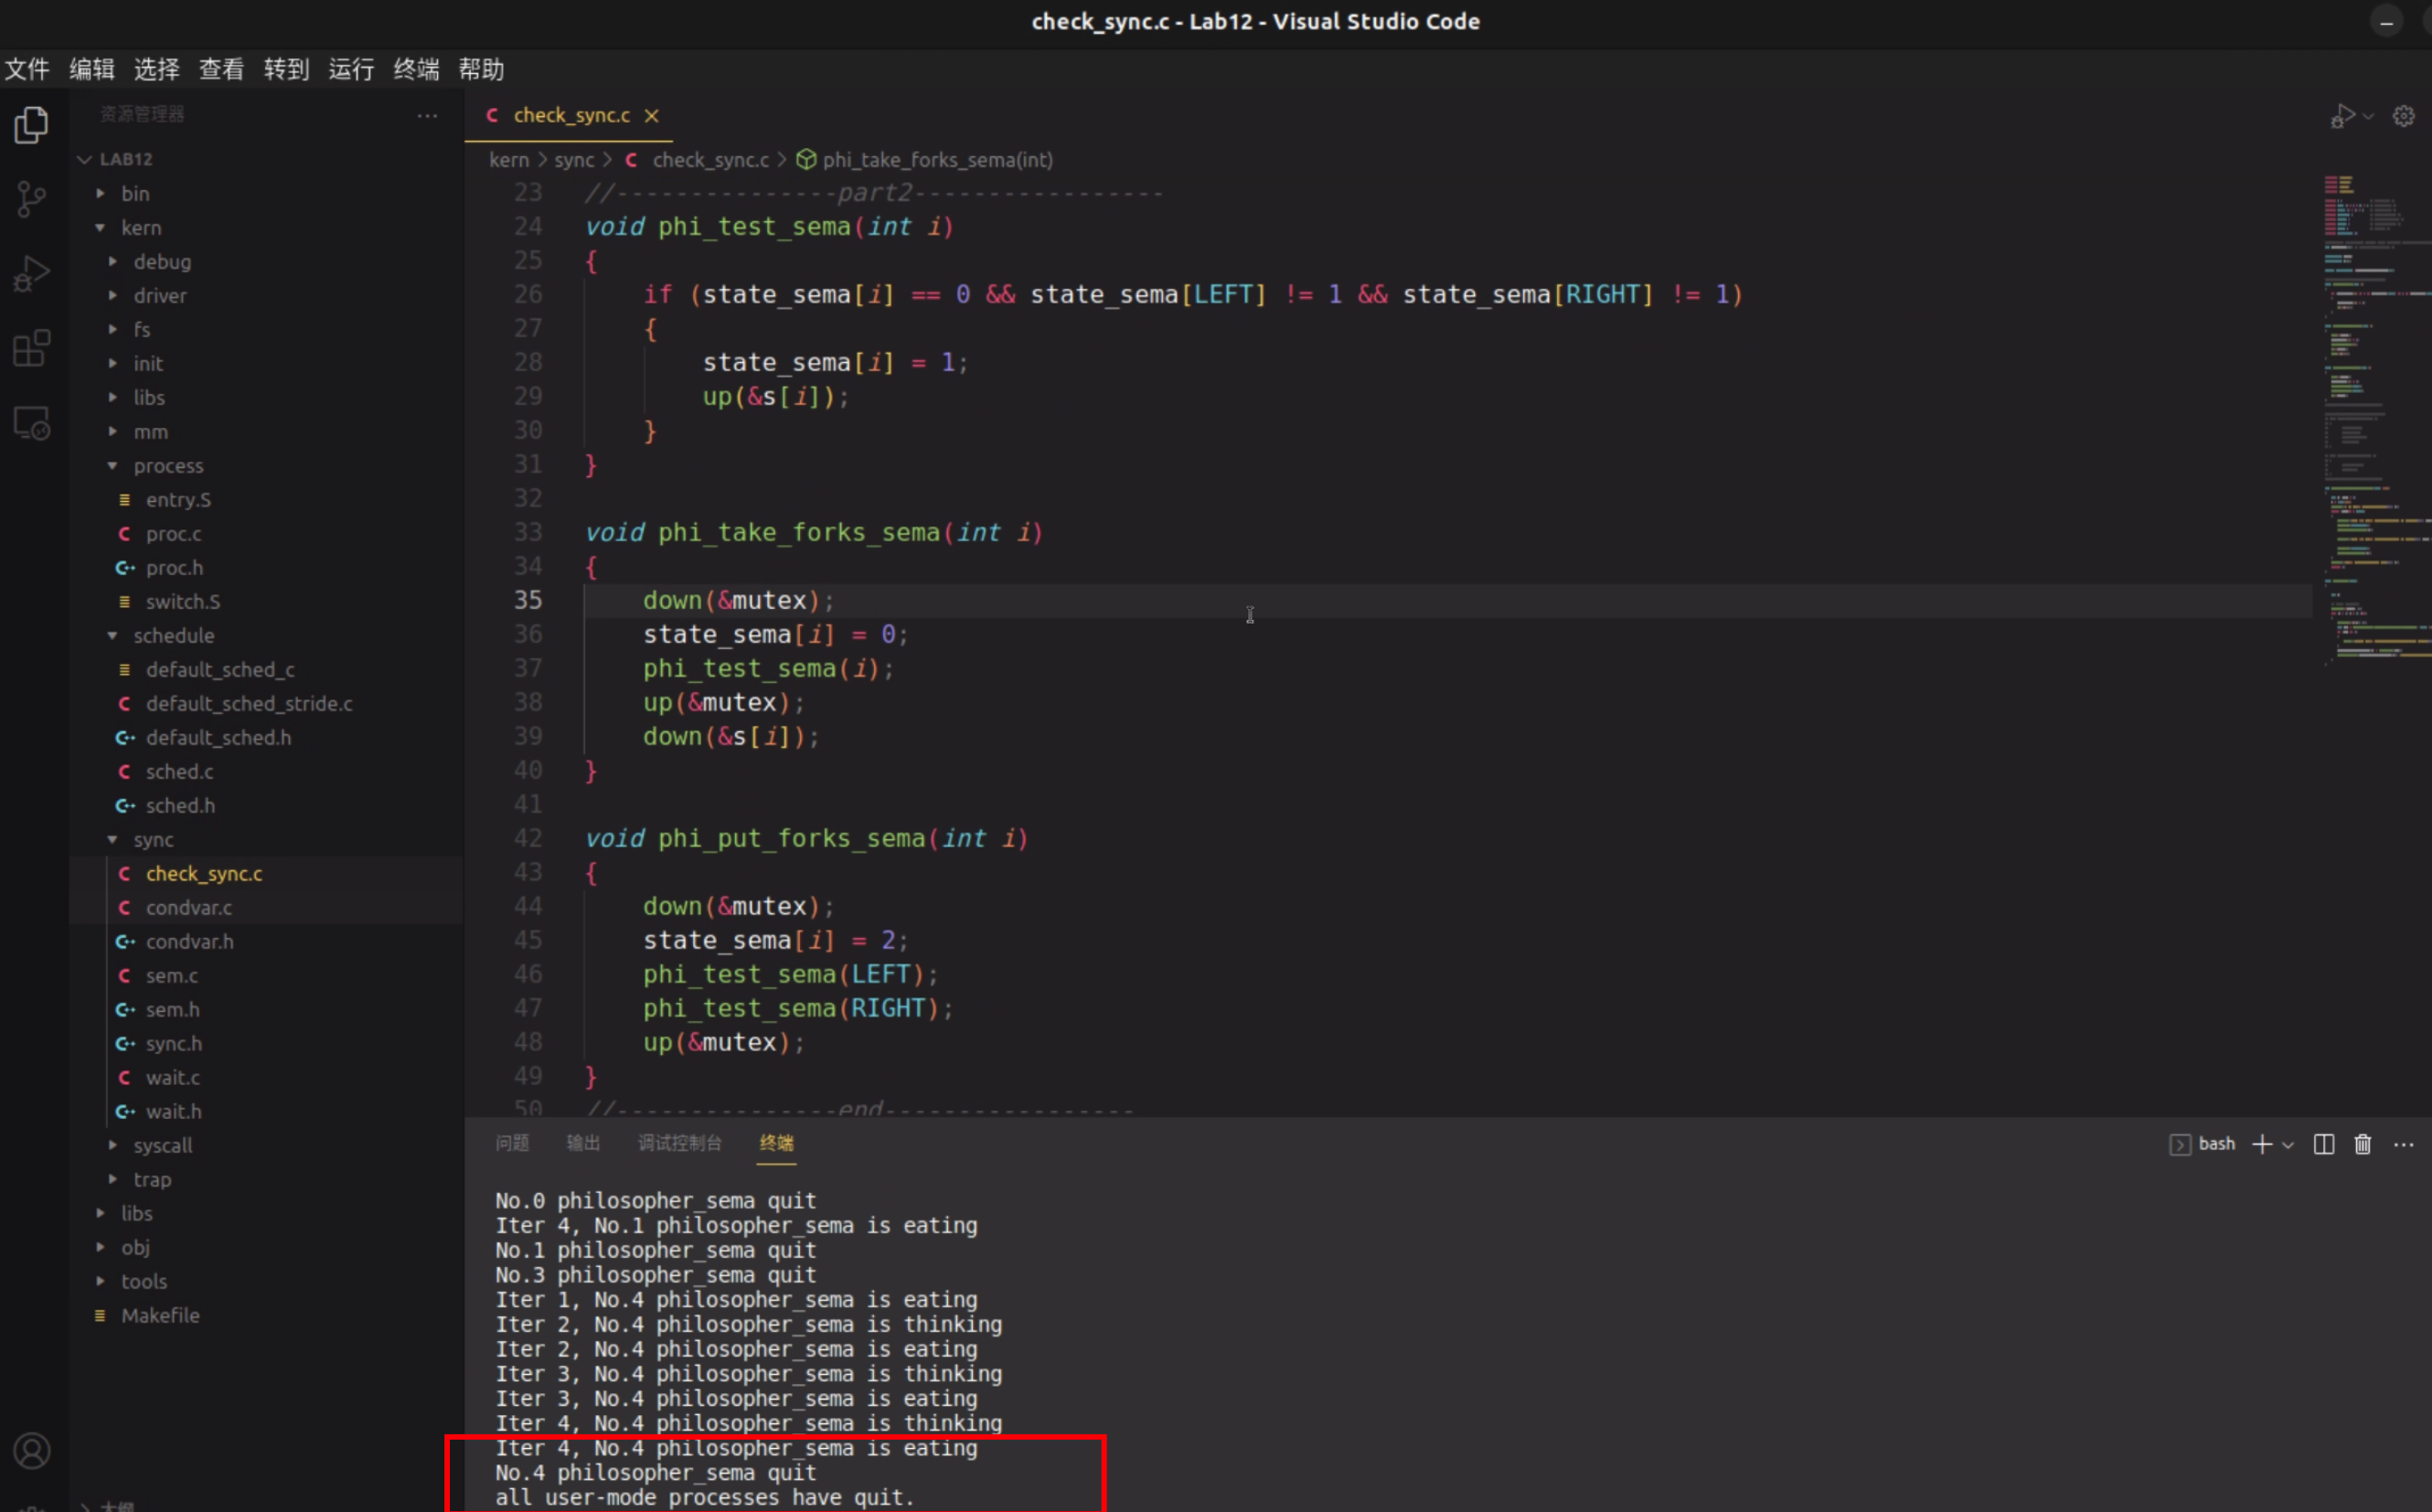 check_sync.c - Lab12 - Visual Studio Code
文件 编辑 选择 查看 转到 运行 终端 帮助
资源管理器
LAB12
bin
kern
debug
driver
fs
init
libs
mm
process
entry.S
proc.c
proc.h
switch.S
schedule
default_sched_c
default_sched_stride.c
default_sched.h
sched.c
sched.h
sync
check_sync.c
condvar.c
condvar.h
sem.c
sem.h
sync.h
wait.c
wait.h
syscall
trap
libs
obj
tools
Makefile
大纲
check_sync.c
kern > sync > check_sync.c > phi_take_forks_sema(int)
23 //---------------part2-----------------
24 void phi_test_sema(int i)
25 {
26 if (state_sema[i] == 0 && state_sema[LEFT] != 1 && state_sema[RIGHT] != 1)
27 {
28 state_sema[i] = 1;
29 up(&s[i]);
30 }
31 }
32
33 void phi_take_forks_sema(int i)
34 {
35 down(&mutex);
36 state_sema[i] = 0;
37 phi_test_sema(i);
38 up(&mutex);
39 down(&s[i]);
40 }
41
42 void phi_put_forks_sema(int i)
43 {
44 down(&mutex);
45 state_sema[i] = 2;
46 phi_test_sema(LEFT);
47 phi_test_sema(RIGHT);
48 up(&mutex);
49 }
50 //---------------end-----------------
问题 输出 调试控制台 终端
bash
No.0 philosopher_sema quit
Iter 4, No.1 philosopher_sema is eating
No.1 philosopher_sema quit
No.3 philosopher_sema quit
Iter 1, No.4 philosopher_sema is eating
Iter 2, No.4 philosopher_sema is thinking
Iter 2, No.4 philosopher_sema is eating
Iter 3, No.4 philosopher_sema is thinking
Iter 3, No.4 philosopher_sema is eating
Iter 4, No.4 philosopher_sema is thinking
Iter 4, No.4 philosopher_sema is eating
No.4 philosopher_sema quit
all user-mode processes have quit.